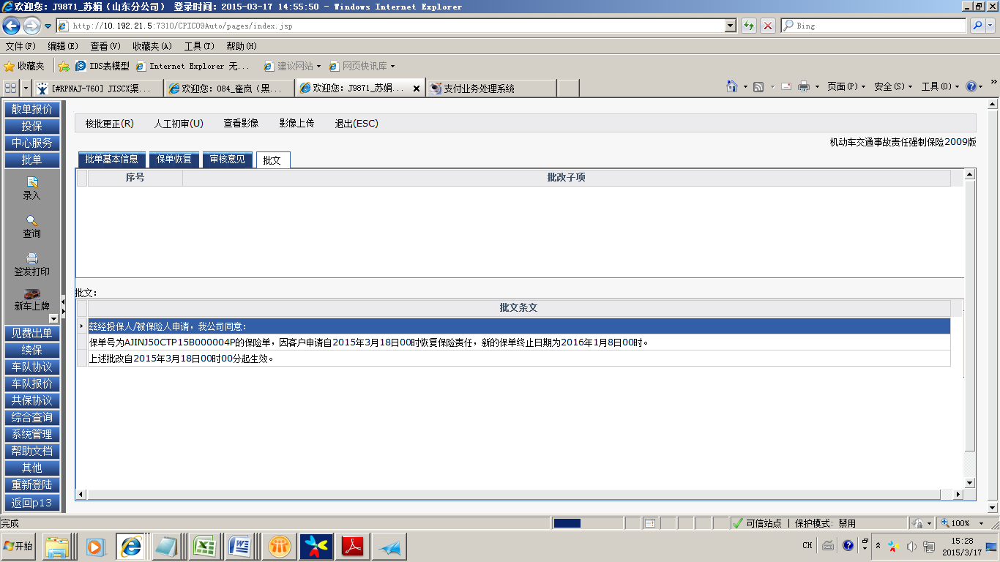 欢迎您: J9871_苏娟（山东分公司） 登录时间: 2015-03-17 14:55:50 - Windows Internet Explorer
http://10.192.21.5:7310/CPIC09Auto/pages/index.jsp
Bing
文件(F) 编辑(E) 查看(V) 收藏夹(A) 工具(T) 帮助(H)
收藏夹 IDS表模型 Internet Explorer 无... 建议网站 网页快讯库
[#RPNAJ-760] JISCX渠... 欢迎您: 084_崔岚（黑... 欢迎您: J9871_苏娟... 支付业务处理系统
页面(P) 安全(S) 工具(O)
散单报价
投保
中心服务
批单
录入
查询
签发打印
新车上牌
见费出单
续保
车队协议
车队报价
共保协议
综合查询
系统管理
帮助文档
其他
重新登陆
返回p13
核批更正(R) 人工初审(U) 查看影像 影像上传 退出(ESC)
机动车交通事故责任强制保险2009版
批单基本信息 保单恢复 审核意见 批文
序号 批改子项
批文:
批文条文
兹经投保人/被保险人申请，我公司同意:
保单号为AJINJ50CTP15B000004P的保险单，因客户申请自2015年3月18日00时恢复保险责任，新的保单终止日期为2016年1月8日00时。
上述批改自2015年3月18日00时00分起生效。
完成
可信站点 | 保护模式: 禁用
100%
开始
CH
15:28
2015/3/17